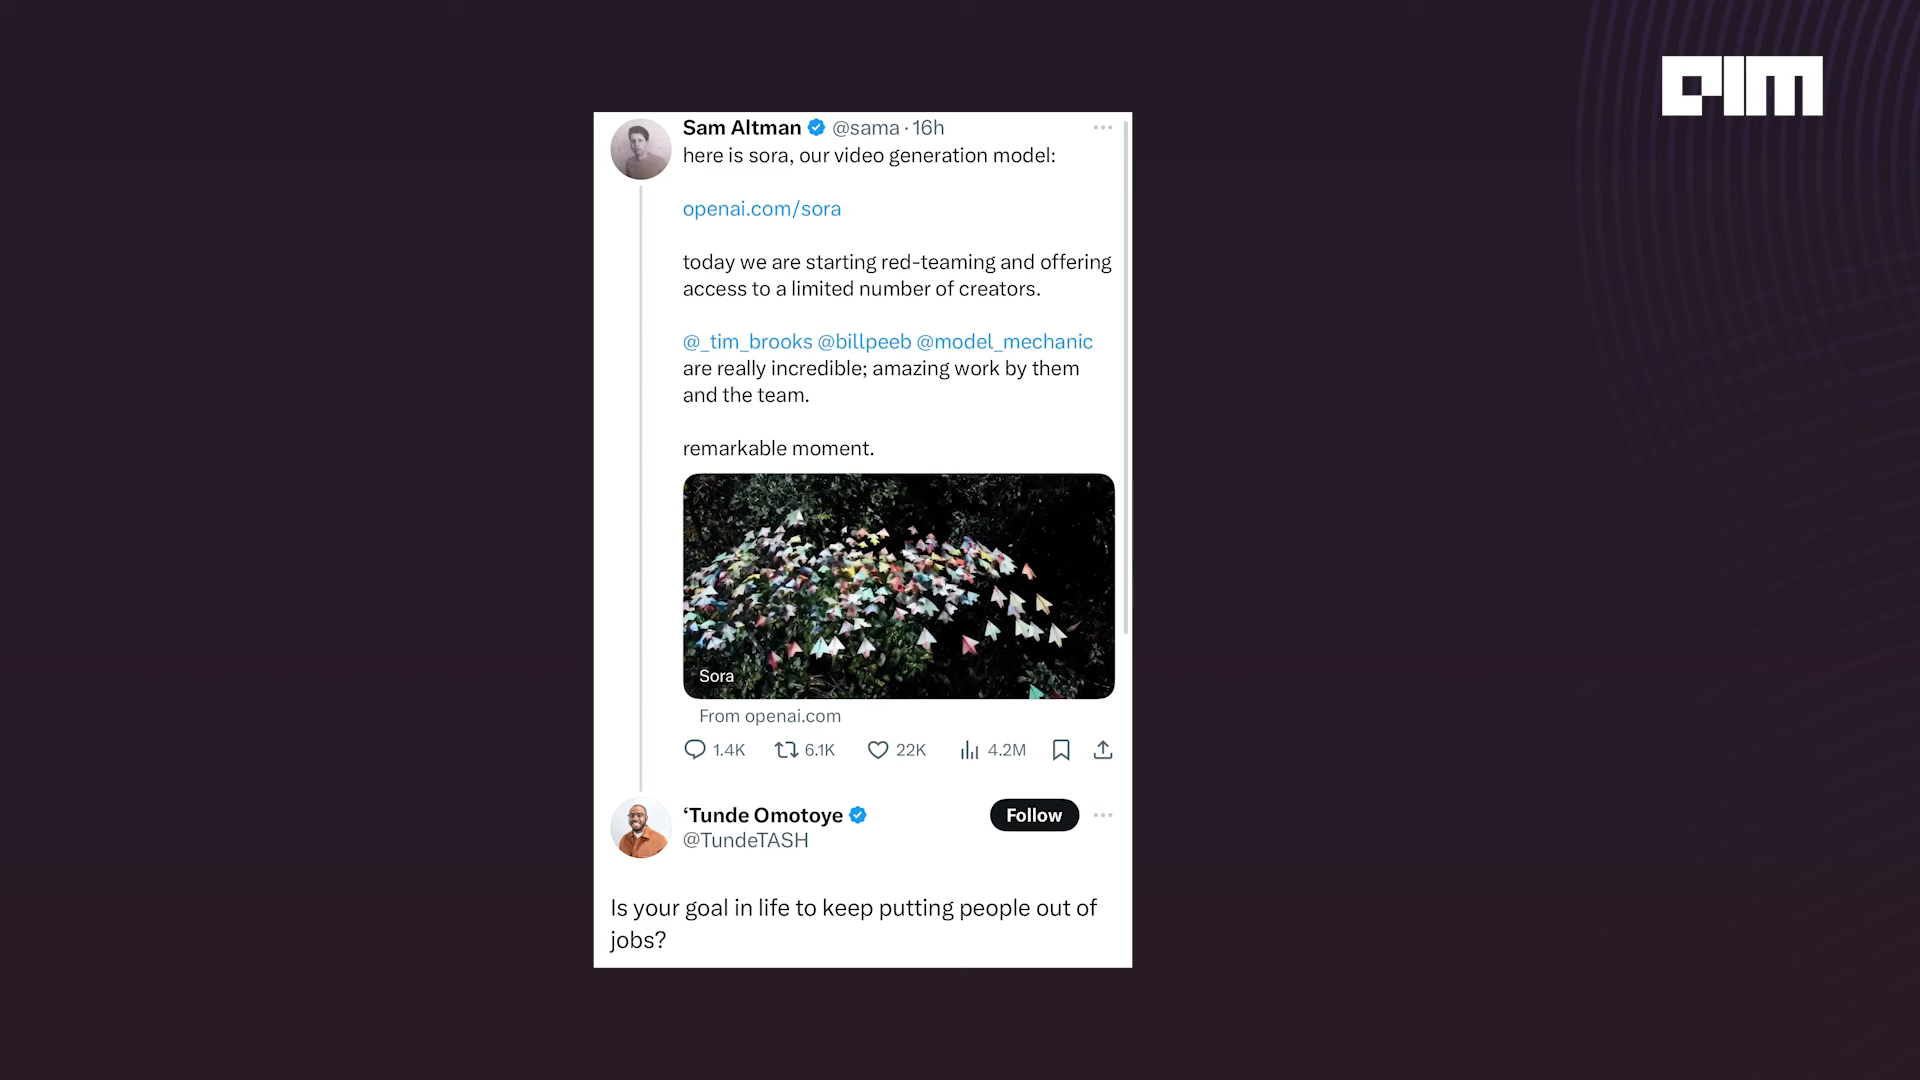 AIM
Sam Altman @sama · 16h
here is sora, our video generation model:
openai.com/sora
today we are starting red-teaming and offering
access to a limited number of creators.
@_tim_brooks @billpeeb @model_mechanic
are really incredible; amazing work by them
and the team.
remarkable moment.
Sora
From openai.com
1.4K 6.1K 22K 4.2M
‘Tunde Omotoye
Follow
@TundeTASH
Is your goal in life to keep putting people out of
jobs?